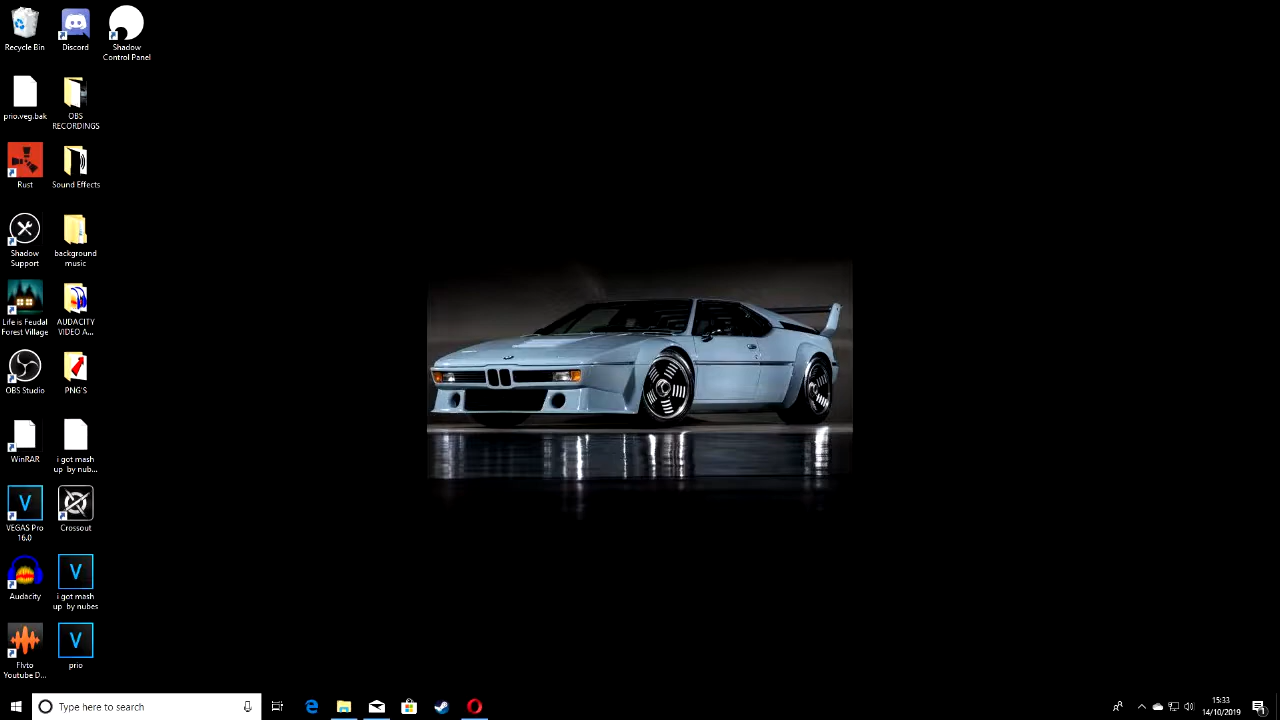 Recycle Bin
Discord
Shadow
Control Panel
prio.veg.bak
OBS
RECORDINGS
Rust
Sound Effects
Shadow
Support
background
music
Life is Feudal
Forest Village
AUDACITY
VIDEO A...
OBS Studio
PNG'S
WinRAR
i got mash
up by nub...
VEGAS Pro
16.0
Crossout
Audacity
i got mash
up by nubes
Flvto
Youtube D...
prio
Type here to search
15:33
14/10/2019
1